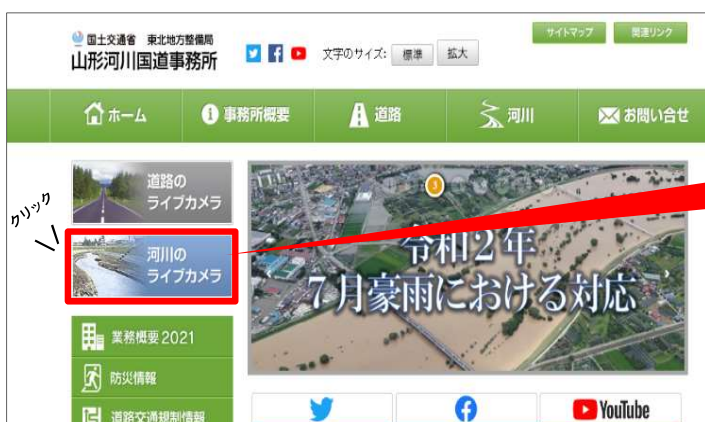 国土交通省 東北地方整備局
山形河川国道事務所
文字のサイズ: 標準 拡大
サイトマップ 関連リンク
ホーム 事務所概要 道路 河川 お問い合せ
道路の
ライブカメラ
クリック
河川の
ライブカメラ
令和2年
7月豪雨における対応
業務概要2021
防災情報
道路交通規制情報
YouTube